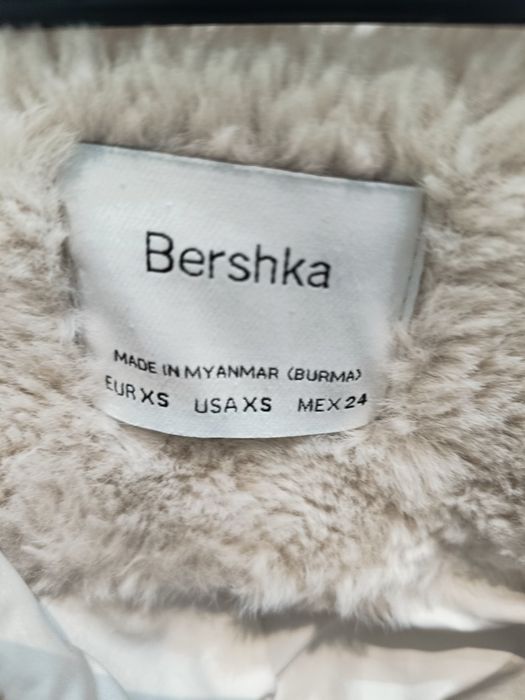 Bershka
MADE IN MYANMAR (BURMA)
EUR XS USA XS MEX 24